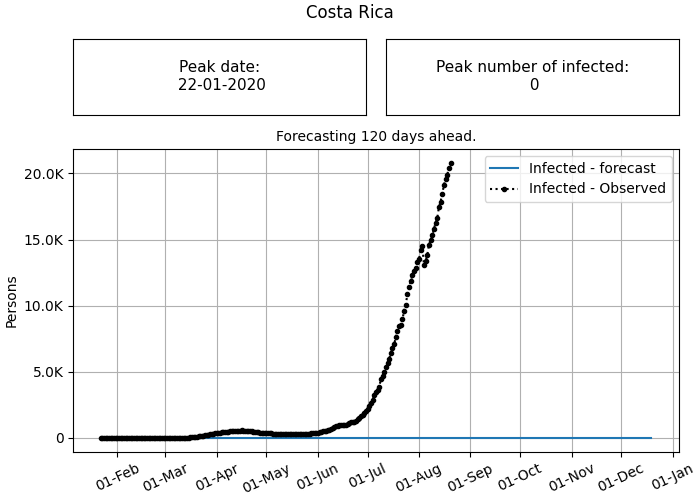 Costa Rica
Peak date:
22-01-2020
Peak number of infected:
0
Forecasting 120 days ahead.
Infected - forecast
Infected - Observed
Persons
20.0K
15.0K
10.0K
5.0K
0
01-Feb
01-Mar
01-Apr
01-May
01-Jun
01-Jul
01-Aug
01-Sep
01-Oct
01-Nov
01-Dec
01-Jan